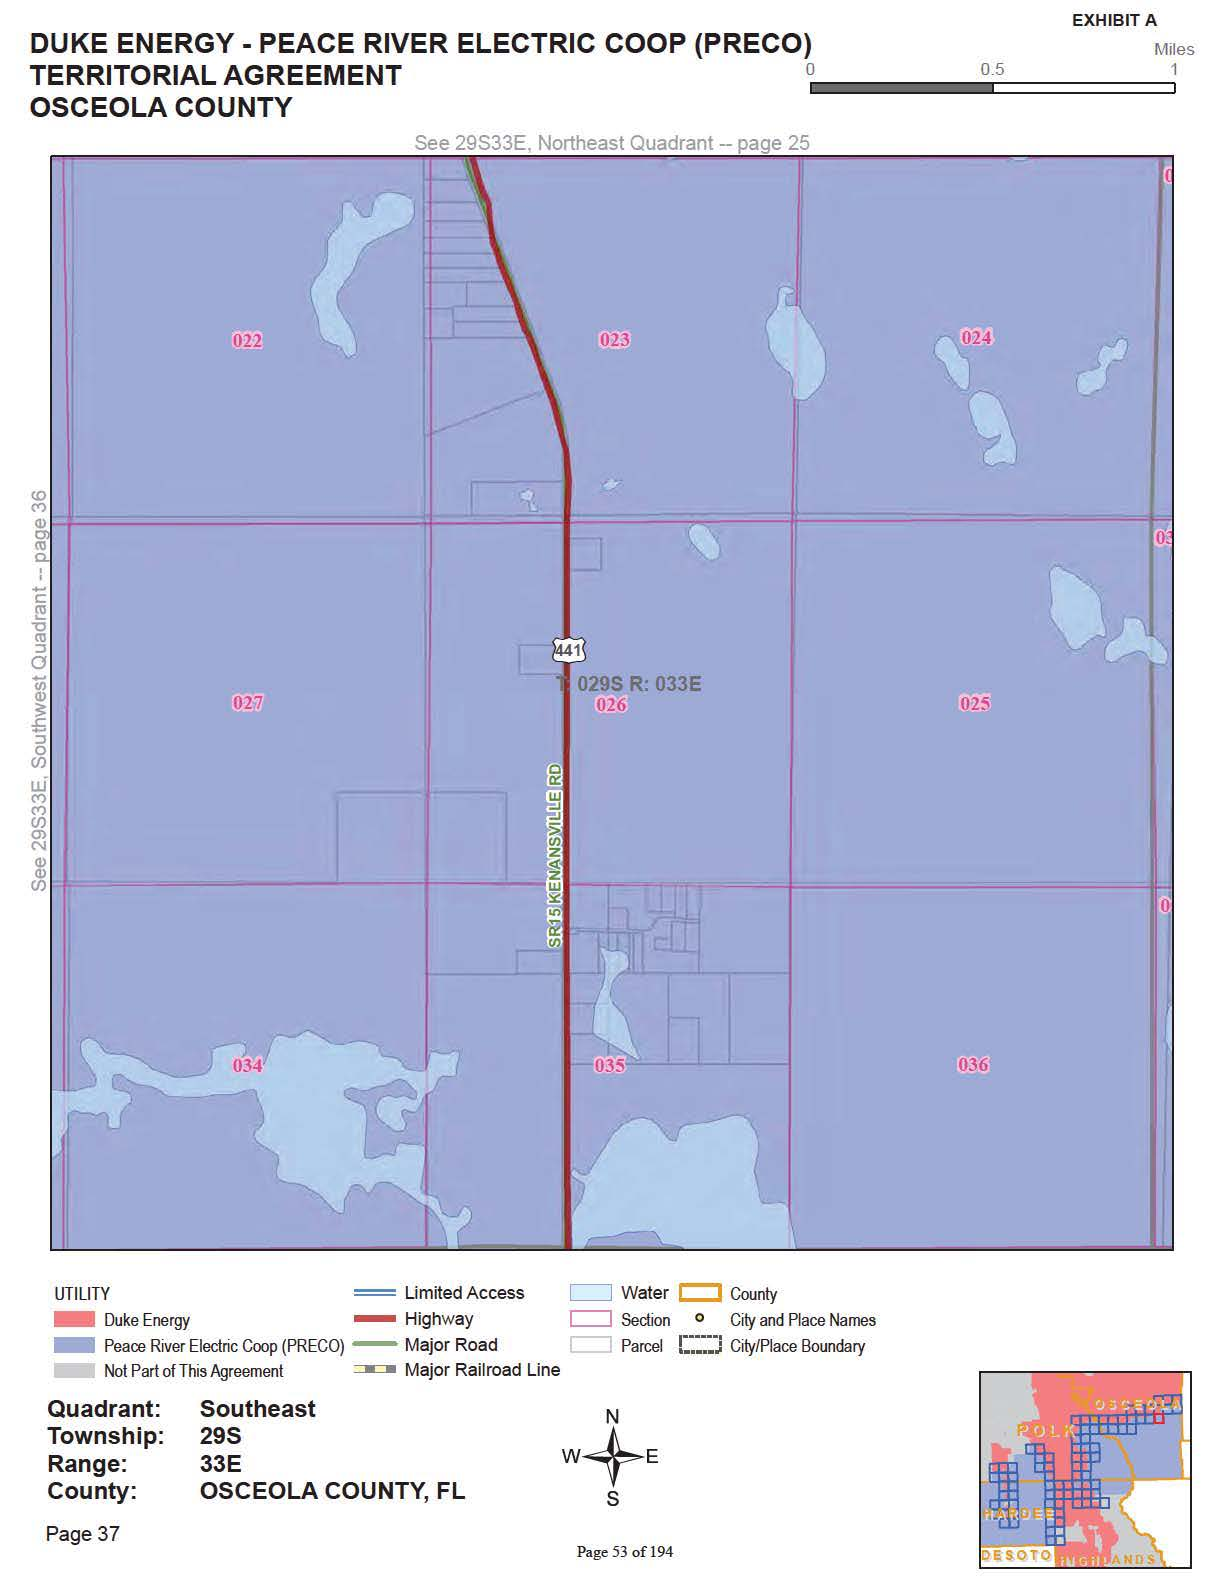 EXHIBIT A
DUKE ENERGY - PEACE RIVER ELECTRIC COOP (PRECO)
TERRITORIAL AGREEMENT
OSCEOLA COUNTY
Miles
0 0.5 1
See 29S33E, Northeast Quadrant -- page 25
See 29S33E, Southwest Quadrant -- page 36
022
023
024
03
441
T: 029S R: 033E
027
026
025
SR15 KENANSVILLE RD
0
034
035
036
UTILITY
Duke Energy
Peace River Electric Coop (PRECO)
Not Part of This Agreement
Limited Access
Highway
Major Road
Major Railroad Line
Water
Section
Parcel
County
City and Place Names
City/Place Boundary
Quadrant: Southeast
Township: 29S
Range: 33E
County: OSCEOLA COUNTY, FL
Page 37
N
W E
S
Page 53 of 194
OSCEOLA
POLK
HARDEE
DESOTO
HIGHLANDS